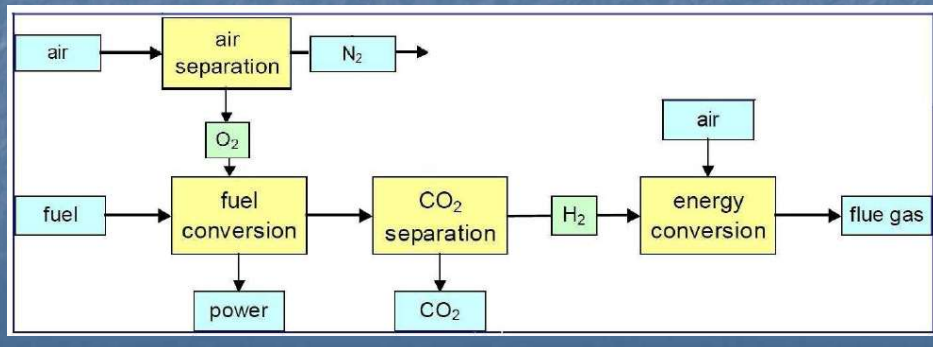 air
air
separation
N₂
O₂
air
fuel
fuel
conversion
CO₂
separation
H₂
energy
conversion
flue gas
power
CO₂